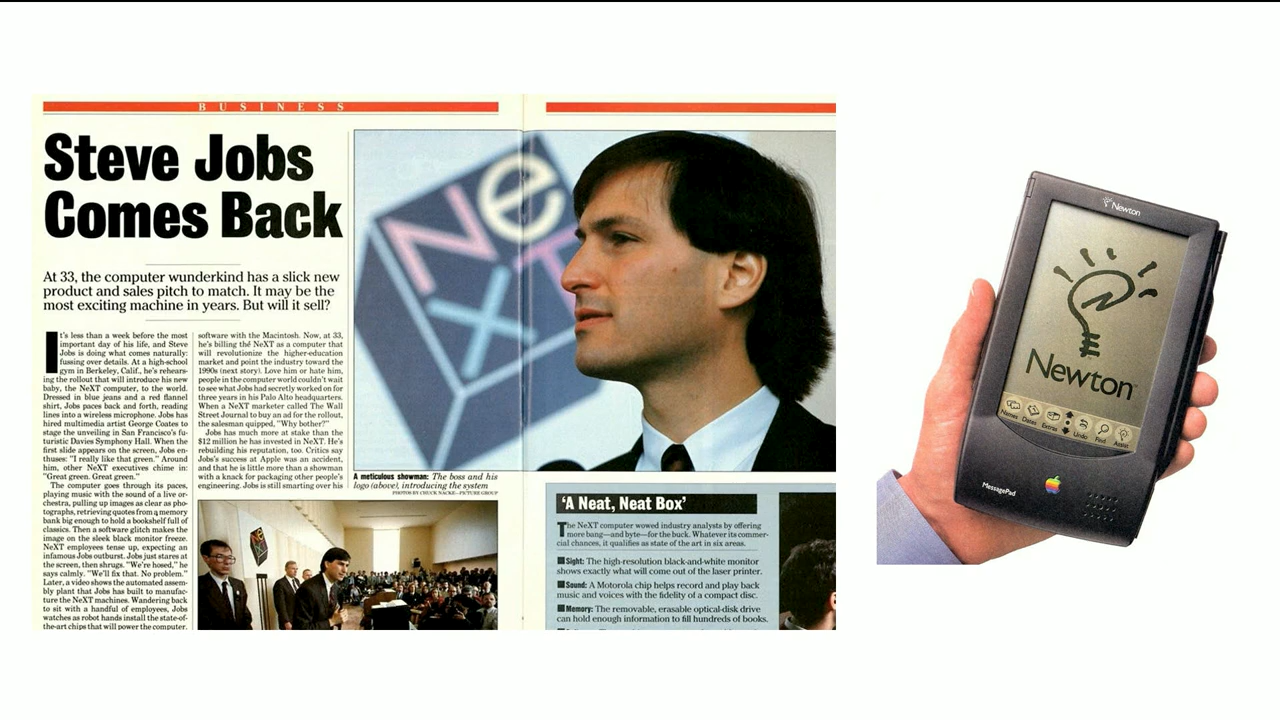 BUSINESS
Steve Jobs
Comes Back
At 33, the computer wunderkind has a slick new
product and sales pitch to match. It may be the
most exciting machine in years. But will it sell?
It's less than a week before the most
important day of his life, and Steve
Jobs is doing what comes naturally:
fussing over details. At a high-school
gym in Berkeley, Calif., he's rehears-
ing the rollout that will introduce his new
baby, the NeXT computer, to the world.
Dressed in blue jeans and a red flannel
shirt, Jobs paces back and forth, reading
lines into a wireless microphone. Jobs has
hired multimedia artist George Coates to
stage the unveiling in San Francisco's fu-
turistic Davies Symphony Hall. When the
first slide appears on the screen, Jobs en-
thuses: "I really like that green." Around
him, other NeXT executives chime in:
"Great green. Great green."
The computer goes through its paces,
playing music with the sound of a live or-
chestra, pulling up images as clear as pho-
tographs, retrieving quotes from a memory
bank big enough to hold a bookshelf full of
classics. Then a software glitch makes the
image on the sleek black monitor freeze.
NeXT employees tense up, expecting an
infamous Jobs outburst. Jobs just stares at
the screen, then shrugs. "We're hosed," he
says calmly. "We'll fix that. No problem."
Later, a video shows the automated assem-
bly plant that Jobs has built to manufac-
ture the NeXT machines. Wandering back
to sit with a handful of employees, Jobs
watches as robot hands install the state-of-
the-art chips that will power the computer.
software with the Macintosh. Now, at 33,
he's billing the NeXT as a computer that
will revolutionize the higher-education
market and point the industry toward the
1990s (next story). Love him or hate him,
people in the computer world couldn't wait
to see what Jobs had secretly worked on for
three years in his Palo Alto headquarters.
When a NeXT marketer called The Wall
Street Journal to buy an ad for the rollout,
the salesman quipped, "Why bother?"
Jobs has much more at stake than the
$12 million he has invested in NeXT. He's
rebuilding his reputation, too. Critics say
Jobs's success at Apple was an accident,
and that he is little more than a showman
with a knack for packaging other people's
engineering. Jobs is still smarting over his
NeXT
A meticulous showman: The boss and his
logo (above), introducing the system
PHOTOS BY CHUCK NACKE—PICTURE GROUP
'A Neat, Neat Box'
The NeXT computer wowed industry analysts by offering
more bang—and byte—for the buck. Whatever its commer-
cial chances, it qualifies as state of the art in six areas.
Sight: The high-resolution black-and-white monitor
shows exactly what will come out of the laser printer.
Sound: A Motorola chip helps record and play back
music and voices with the fidelity of a compact disc.
Memory: The removable, erasable optical-disk drive
can hold enough information to fill hundreds of books.
Newton
Newton
Names Dates Extras Undo Find Assist
MessagePad